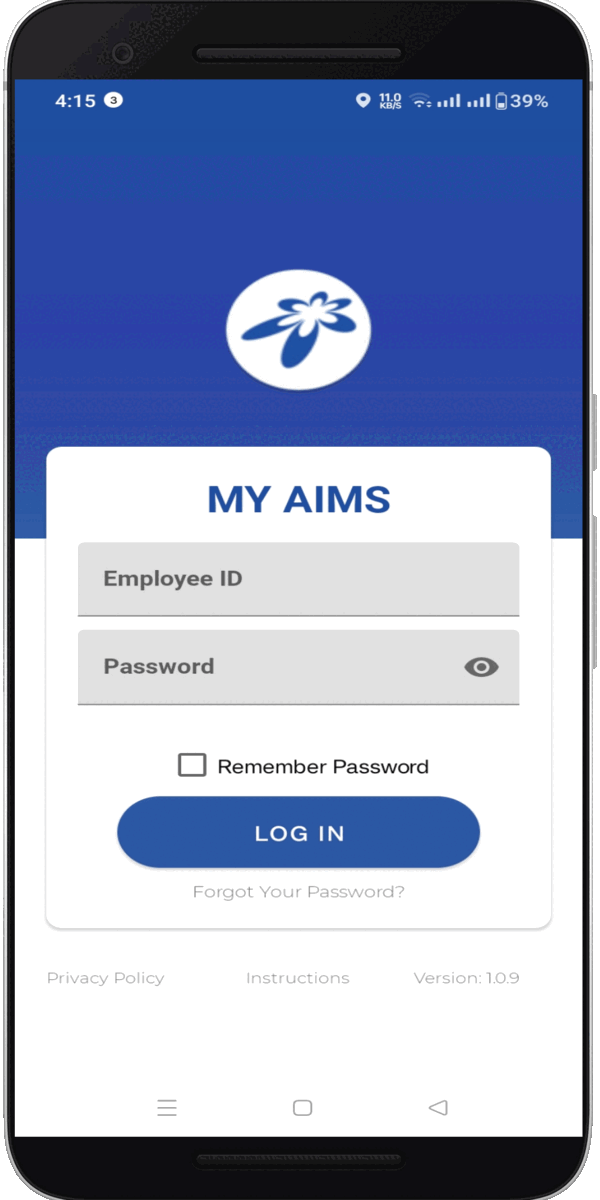 4:15 3 11.0 KB/S 39%
MY AIMS
Employee ID
Password
Remember Password
LOG IN
Forgot Your Password?
Privacy Policy Instructions Version: 1.0.9